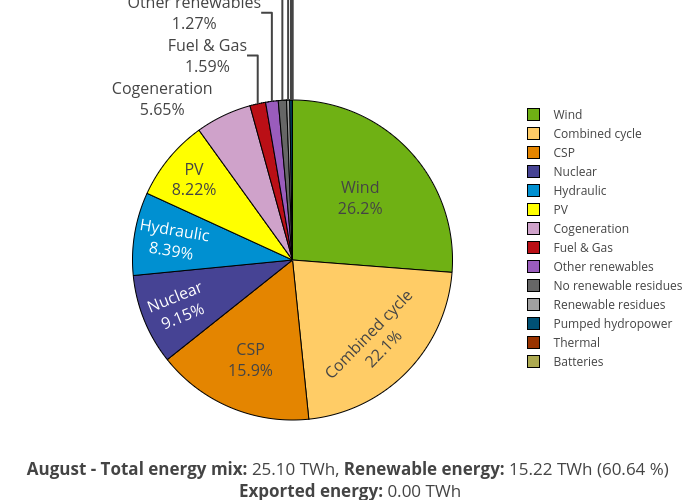 Other renewables
1.27%
Fuel & Gas
1.59%
Cogeneration
5.65%
PV
8.22%
Wind
26.2%
Hydraulic
8.39%
Nuclear
9.15%
CSP
15.9%
Combined cycle
22.1%
Wind
Combined cycle
CSP
Nuclear
Hydraulic
PV
Cogeneration
Fuel & Gas
Other renewables
No renewable residues
Renewable residues
Pumped hydropower
Thermal
Batteries
August - Total energy mix: 25.10 TWh, Renewable energy: 15.22 TWh (60.64 %)
Exported energy: 0.00 TWh